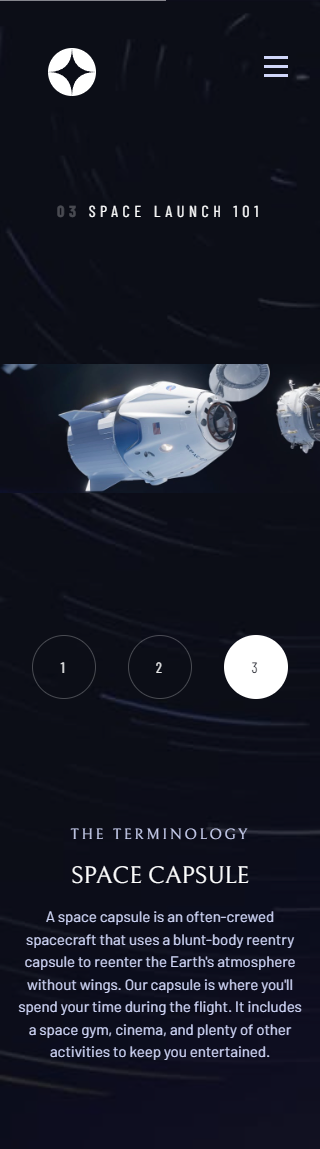 03 SPACE LAUNCH 101
1 2 3
THE TERMINOLOGY
SPACE CAPSULE
A space capsule is an often-crewed
spacecraft that uses a blunt-body reentry
capsule to reenter the Earth's atmosphere
without wings. Our capsule is where you'll
spend your time during the flight. It includes
a space gym, cinema, and plenty of other
activities to keep you entertained.